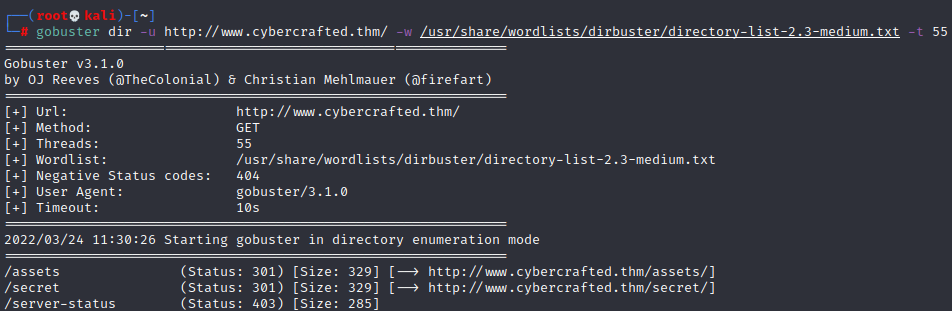 ┌──(root💀kali)-[~]
└─# gobuster dir -u http://www.cybercrafted.thm/ -w /usr/share/wordlists/dirbuster/directory-list-2.3-medium.txt -t 55
===============================================================
Gobuster v3.1.0
by OJ Reeves (@TheColonial) & Christian Mehlmauer (@firefart)
===============================================================
[+] Url:                     http://www.cybercrafted.thm/
[+] Method:                  GET
[+] Threads:                 55
[+] Wordlist:                /usr/share/wordlists/dirbuster/directory-list-2.3-medium.txt
[+] Negative Status codes:   404
[+] User Agent:              gobuster/3.1.0
[+] Timeout:                 10s
===============================================================
2022/03/24 11:30:26 Starting gobuster in directory enumeration mode
===============================================================
/assets               (Status: 301) [Size: 329] [--> http://www.cybercrafted.thm/assets/]
/secret               (Status: 301) [Size: 329] [--> http://www.cybercrafted.thm/secret/]
/server-status        (Status: 403) [Size: 285]